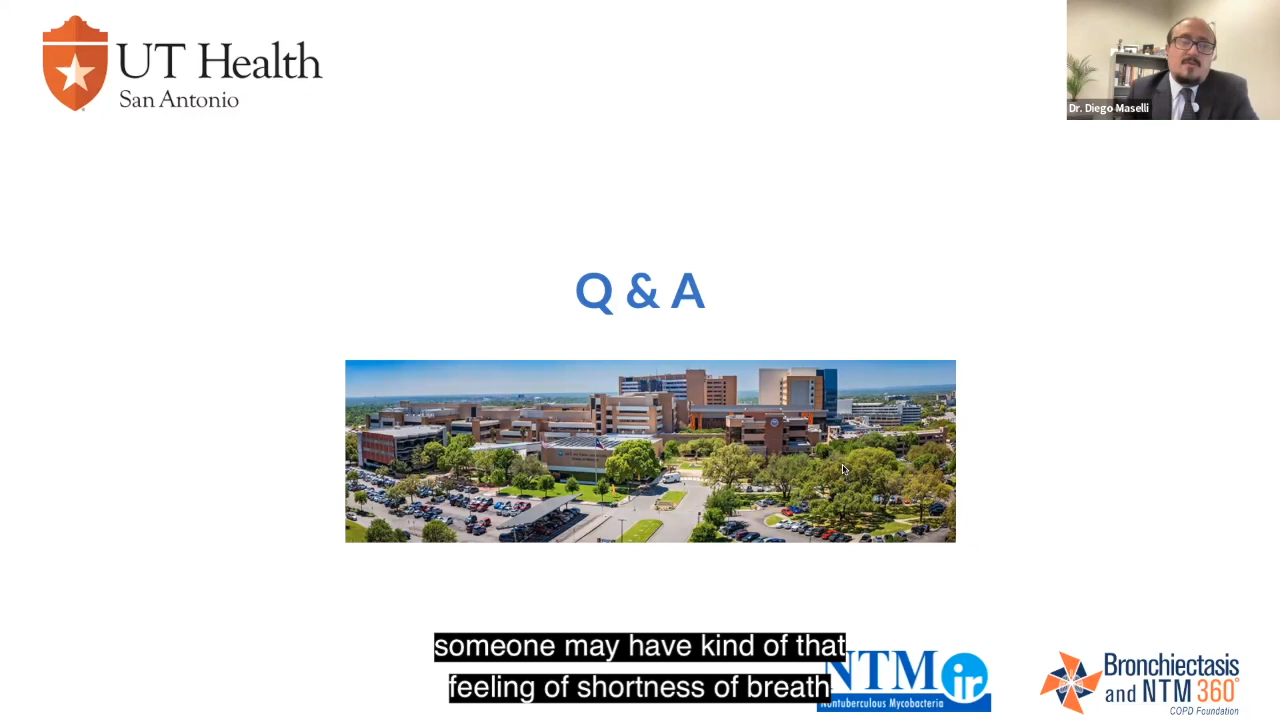 UT Health
San Antonio
Dr. Diego Maselli
Q & A
someone may have kind of that
feeling of shortness of breath
NTMir
Nontuberculous Mycobacteria
Bronchiectasis
and NTM 360°
COPD Foundation